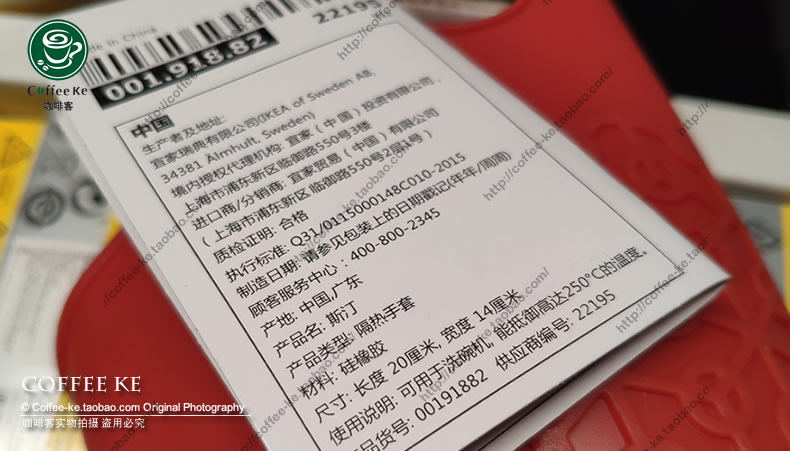 Coffee Ke
咖啡客
Made in China
22195
001.918.82
中国
生产者及地址:
宜家瑞典有限公司(IKEA of Sweden AB,
34381 Almhult, Sweden)
境内授权代理机构: 宜家(中国)投资有限公司,
上海市浦东新区临御路550号3楼
进口商/分销商: 宜家贸易(中国)有限公司
(上海市浦东新区 临御路550号2层1号)
质检证明: 合格
执行标准: Q31/0115000148C010-2015
制造日期: 请参见包装上的日期戳记(年年/周周)
顾客服务中心: 400-800-2345
产地: 中国,广东
产品名: 斯汀
产品类型: 隔热手套
材料: 硅橡胶
尺寸: 长度 20厘米, 宽度 14厘米
使用说明: 可用于洗碗机, 能抵御高达250°C的温度。
品货号: 00191882 供应商编号: 22195
http://coffee-ke.taobao.com/
COFFEE KE
© Coffee-ke.taobao.com Original Photography
咖啡客实物拍摄 盗用必究